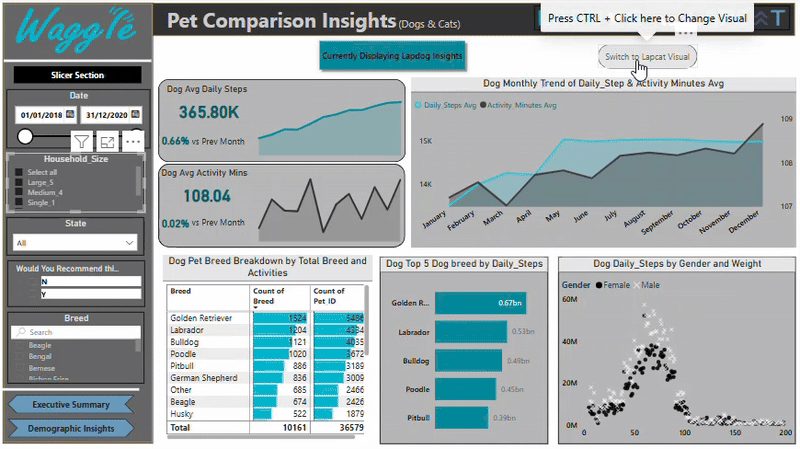 Waggle
Pet Comparison Insights (Dogs & Cats)
Press CTRL + Click here to Change Visual
T
Currently Displaying Lapdog Insights
Switch to Lapcat Visual
Slicer Section
Date
01/01/2018
31/12/2020
Household_Size
Select all
Large_5
Medium_4
Single_1
State
All
Would You Recommend thi...
N
Y
Breed
Search
Beagle
Bengal
Bernese
Executive Summary
Demographic Insights
Dog Avg Daily Steps
365.80K
0.66% vs Prev Month
Dog Avg Activity Mins
108.04
0.02% vs Prev Month
Dog Monthly Trend of Daily_Step & Activity Minutes Avg
Daily_Steps Avg Activity_Minutes Avg
15K
14K
109
108
108
107
January
February
March
April
May
June
July
August
September
October
November
December
Dog Pet Breed Breakdown by Total Breed and
Activities
Breed Count of Breed Count of Pet ID
Golden Retriever 1524 5486
Labrador 1204 4334
Bulldog 1121 4035
Poodle 1020 3672
Pitbull 886 3189
German Shepherd 836 3009
Other 685 2466
Beagle 674 2426
Husky 522 1879
Total 10161 36579
Dog Top 5 Dog breed by Daily_Steps
Golden R... 0.67bn
Labrador 0.53bn
Bulldog 0.49bn
Poodle 0.45bn
Pitbull 0.39bn
Dog Daily_Steps by Gender and Weight
Gender Female Male
60M
40M
20M
0M
0 50 100 150 200